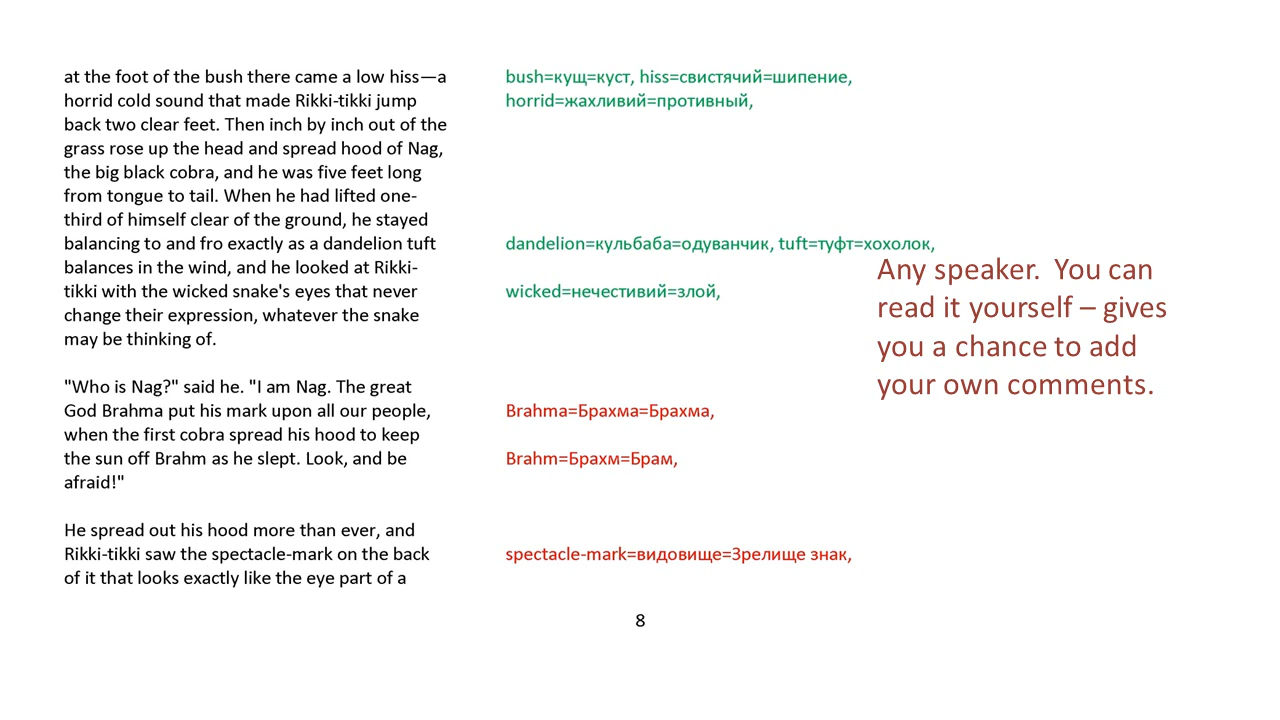 at the foot of the bush there came a low hiss—a
horrid cold sound that made Rikki-tikki jump
back two clear feet. Then inch by inch out of the
grass rose up the head and spread hood of Nag,
the big black cobra, and he was five feet long
from tongue to tail. When he had lifted one-
third of himself clear of the ground, he stayed
balancing to and fro exactly as a dandelion tuft
balances in the wind, and he looked at Rikki-
tikki with the wicked snake's eyes that never
change their expression, whatever the snake
may be thinking of.
"Who is Nag?" said he. "I am Nag. The great
God Brahma put his mark upon all our people,
when the first cobra spread his hood to keep
the sun off Brahm as he slept. Look, and be
afraid!"
He spread out his hood more than ever, and
Rikki-tikki saw the spectacle-mark on the back
of it that looks exactly like the eye part of a
bush=кущ=куст, hiss=свистячий=шипение,
horrid=жахливий=противный,
dandelion=кульбаба=одуванчик, tuft=туфт=хохолок,
wicked=нечестивий=злой,
Brahma=Брахма=Брахма,
Brahm=Брахм=Брам,
spectacle-mark=видовище=Зрелище знак,
Any speaker. You can
read it yourself – gives
you a chance to add
your own comments.
8